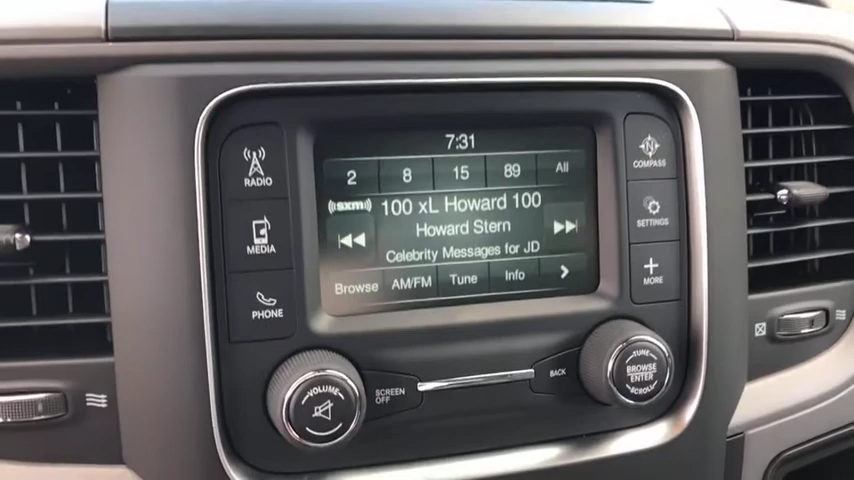 7:31
2 8 15 89 All
((sxm)) 100 xL Howard 100
Howard Stern
Celebrity Messages for JD
Browse AM/FM Tune Info
RADIO
MEDIA
PHONE
N
COMPASS
SETTINGS
MORE
VOLUME
SCREEN
OFF
BACK
TUNE
BROWSE
ENTER
SCROLL